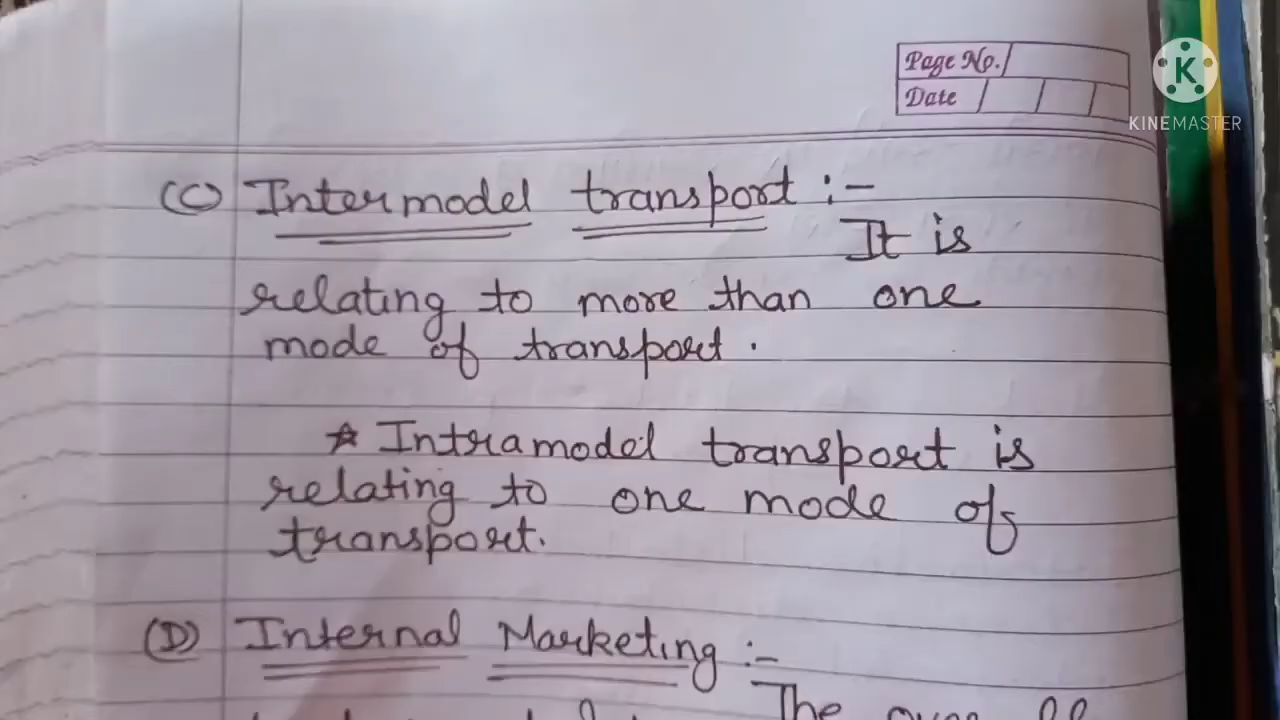 Page No.
Date
KINEMASTER
(C) Intermodel transport :-
It is
relating to more than one
mode of transport.
☆ Intramodel transport is
relating to one mode of
transport.
(D) Internal Marketing :-
The